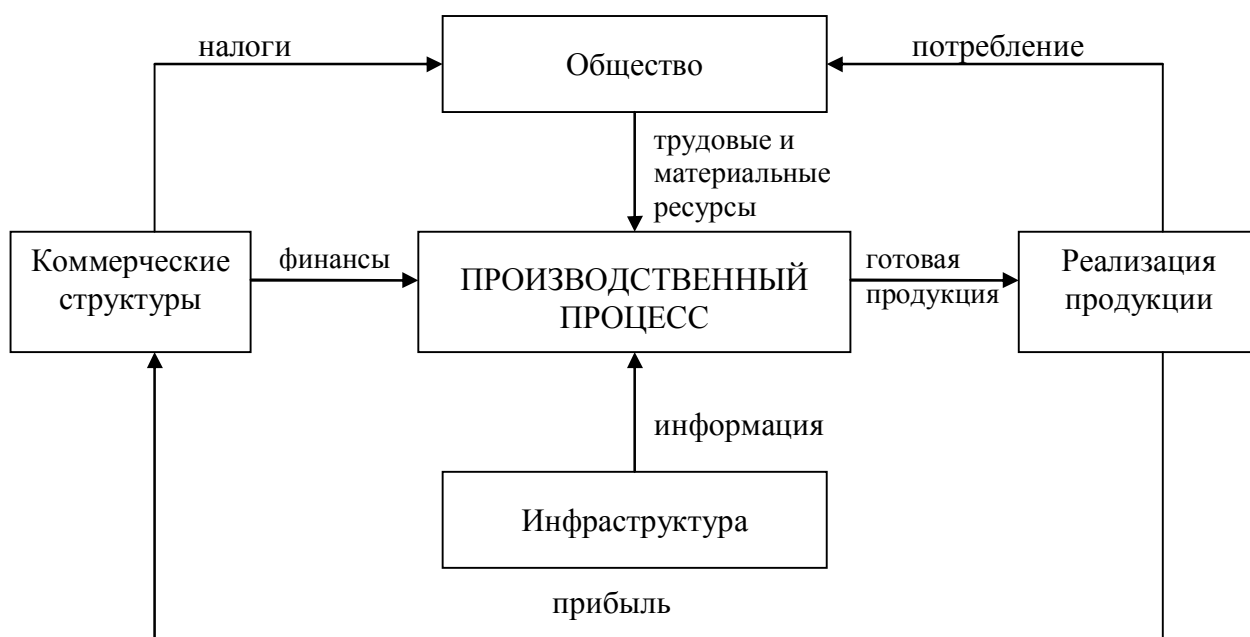 налоги
потребление
Общество
трудовые и
материальные
ресурсы
Коммерческие
структуры
финансы
ПРОИЗВОДСТВЕННЫЙ
ПРОЦЕСС
готовая
продукция
Реализация
продукции
информация
Инфраструктура
прибыль